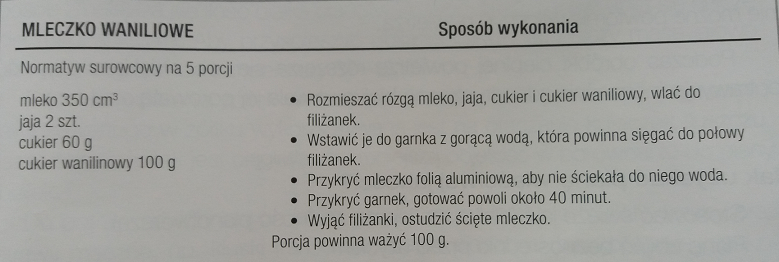 MLECZKO WANILIOWE
Sposób wykonania
Normatyw surowcowy na 5 porcji
mleko 350 cm³
jaja 2 szt.
cukier 60 g
cukier wanilinowy 100 g
• Rozmieszać rózgą mleko, jaja, cukier i cukier waniliowy, wlać do
filiżanek.
• Wstawić je do garnka z gorącą wodą, która powinna sięgać do połowy
filiżanek.
• Przykryć mleczko folią aluminiową, aby nie ściekała do niego woda.
• Przykryć garnek, gotować powoli około 40 minut.
• Wyjąć filiżanki, ostudzić ścięte mleczko.
Porcja powinna ważyć 100 g.